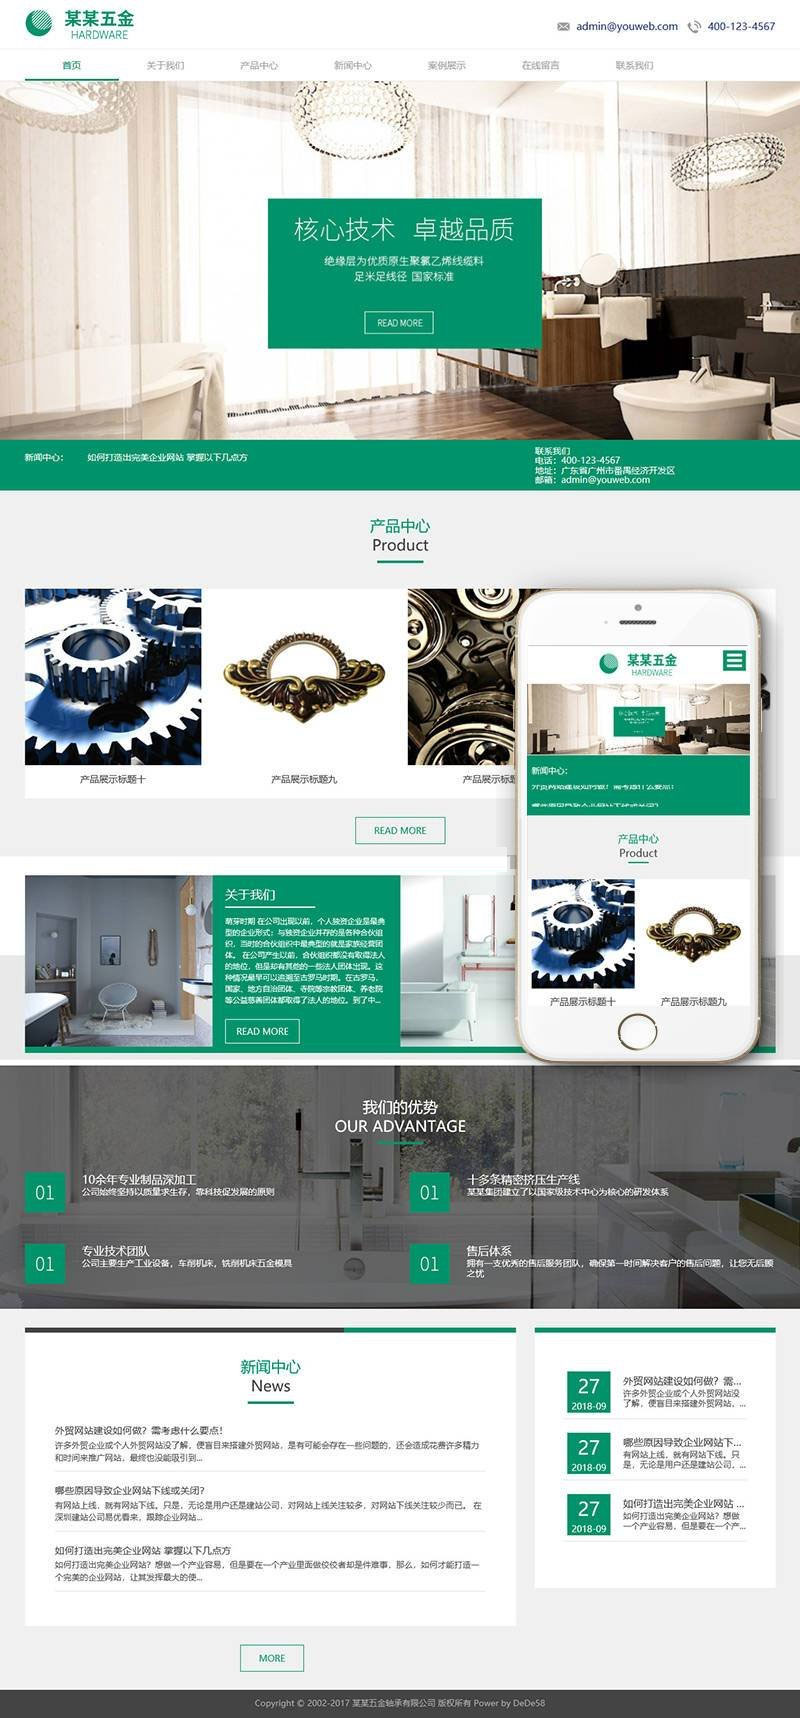 某某五金
HARDWARE
admin@youweb.com
400-123-4567
首页 关于我们 产品中心 新闻中心 案例展示 在线留言 联系我们
核心技术 卓越品质
绝缘层为优质原生聚氯乙烯线缆料
足米足线径 国家标准
READ MORE
新闻中心： 如何打造出完美企业网站 掌握以下几点方
联系我们
电话：400-123-4567
地址：广东省广州市番禺经济开发区
邮箱：admin@youweb.com
产品中心
Product
产品展示标题十
产品展示标题九
产品展示标题
READ MORE
某某五金
HARDWARE
新闻中心：
产品中心
Product
产品展示标题十
产品展示标题九
关于我们
萌芽时期 在公司出现以前，个人独资企业是最典
型的企业形式；与独资企业并存的是各种合伙组
织，当时的合伙组织中最典型的就是家族经营团
体。 在公司产生以前，合伙组织都没有取得法人
的地位，但是却有其他的一些法人团体出现。这
种情况最早可以追溯至古罗马时期。在古罗马，
国家、地方自治团体、寺院等宗教团体、养老院
等公益慈善团体都取得了法人的地位。到了中...
READ MORE
我们的优势
OUR ADVANTAGE
01
10余年专业制品深加工
公司始终坚持以质量求生存，靠科技促发展的原则
01
十多条精密挤压生产线
某某集团建立了以国家级技术中心为核心的研发体系
01
专业技术团队
公司主要生产工业设备，车削机床，铣削机床五金模具
01
售后体系
拥有一支优秀的售后服务团队，确保第一时间解决客户的售后问题，让您无后顾
之忧
新闻中心
News
外贸网站建设如何做？需考虑什么要点！
许多外贸企业或个人外贸网站没了解，便盲目来搭建外贸网站，是有可能会存在一些问题的，还会造成花费许多精力
和时间来推广网站，最终也没能吸引到...
哪些原因导致企业网站下线或关闭？
有网站上线，就有网站下线。只是，无论是用户还是建站公司，对网站上线关注较多，对网站下线关注较少而已。 在
深圳建站公司易优看来，跟踪企业网站...
如何打造出完美企业网站 掌握以下几点方
如何打造出完美企业网站？想做一个产业容易，但是要在一个产业里面做佼佼者却是件难事，那么，如何才能打造一
个完美的企业网站，让其发挥最大的使...
MORE
27
2018-09
外贸网站建设如何做？需...
许多外贸企业或个人外贸网站没
了解，便盲目来搭建外贸网站，...
27
2018-09
哪些原因导致企业网站下...
有网站上线，就有网站下线。只
是，无论是用户还是建站公司，...
27
2018-09
如何打造出完美企业网站 ...
如何打造出完美企业网站？想做
一个产业容易，但是要在一个产...
Copyright © 2002-2017 某某五金轴承有限公司 版权所有 Power by DeDe58